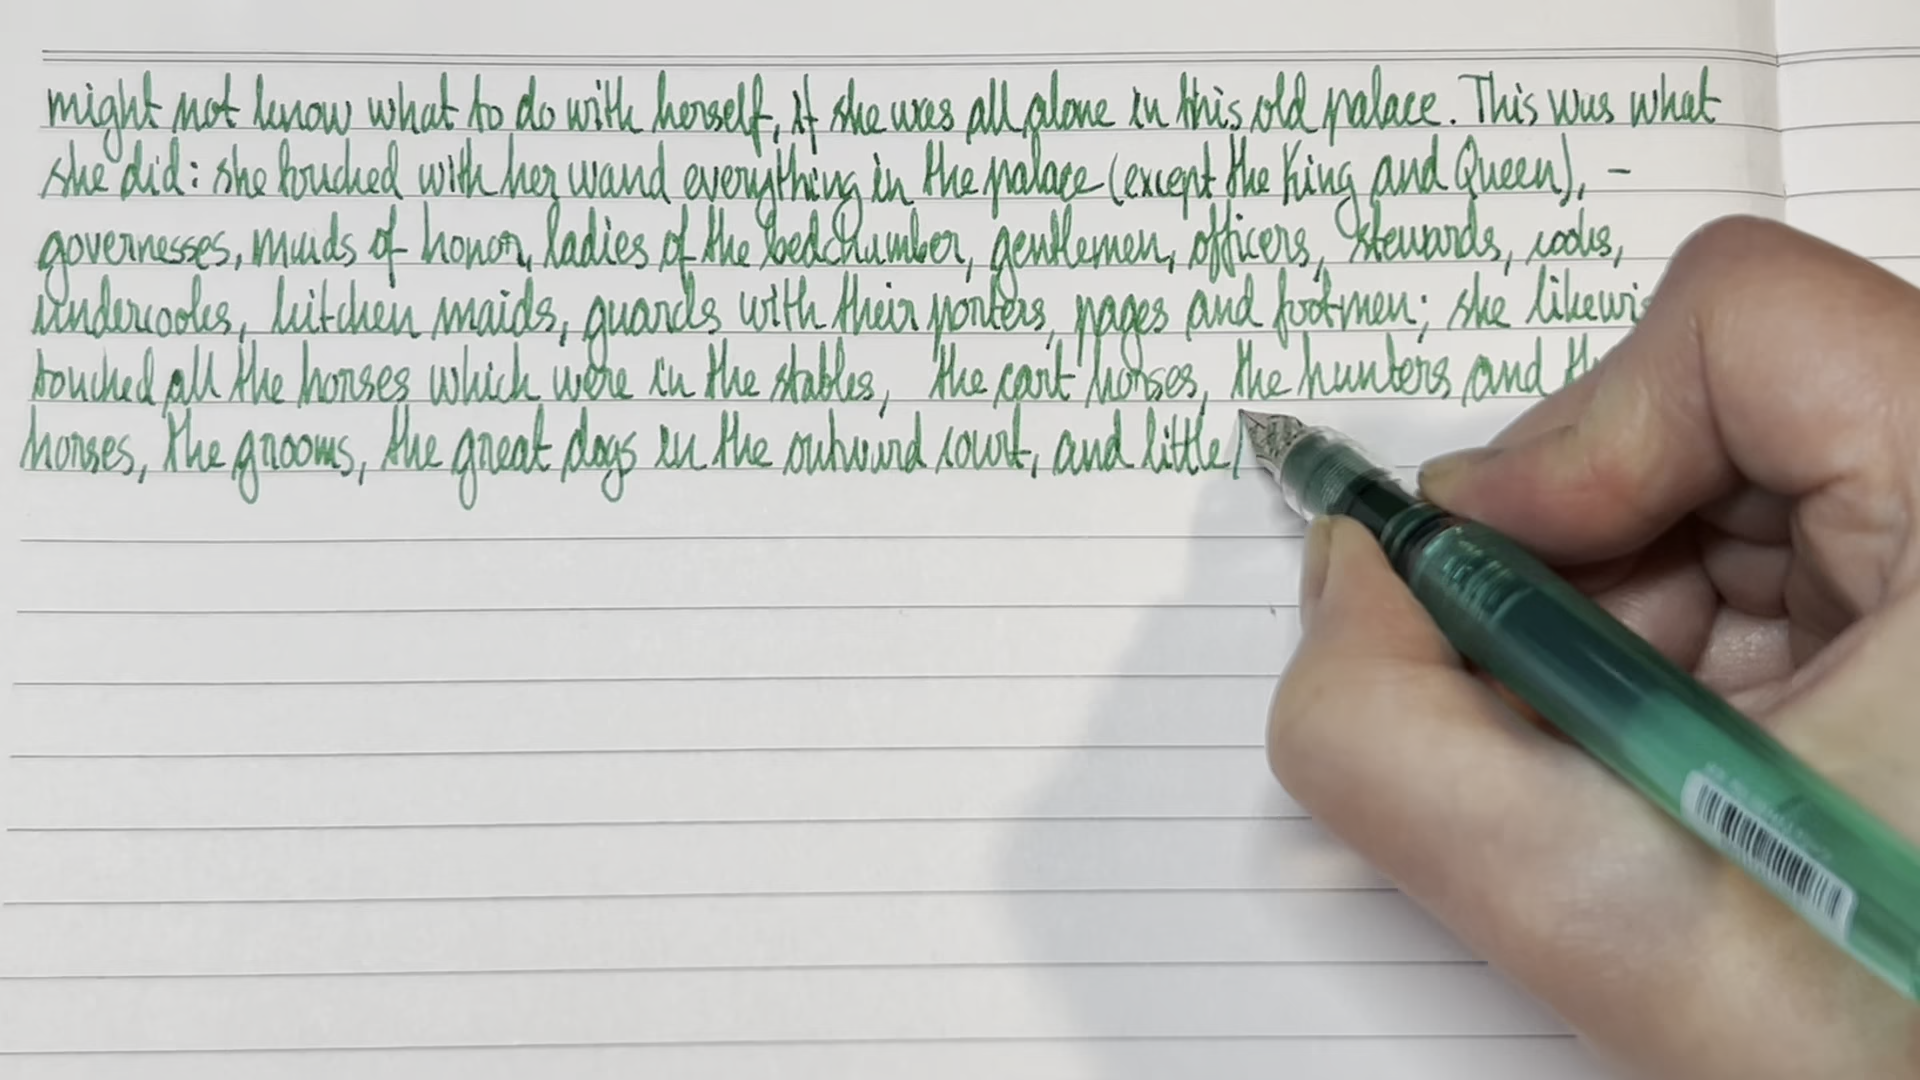 might not know what to do with herself, if she was all alone in this old palace. This was what
she did: she touched with her wand everything in the palace (except the King and Queen), -
governesses, maids of honor, ladies of the bedchamber, gentlemen, officers, stewards, cooks,
undercooks, kitchen maids, guards with their porters, pages and footmen; she likewis
touched all the horses which were in the stables, the cart horses, the hunters and th
horses, the grooms, the great dogs in the outward court, and little